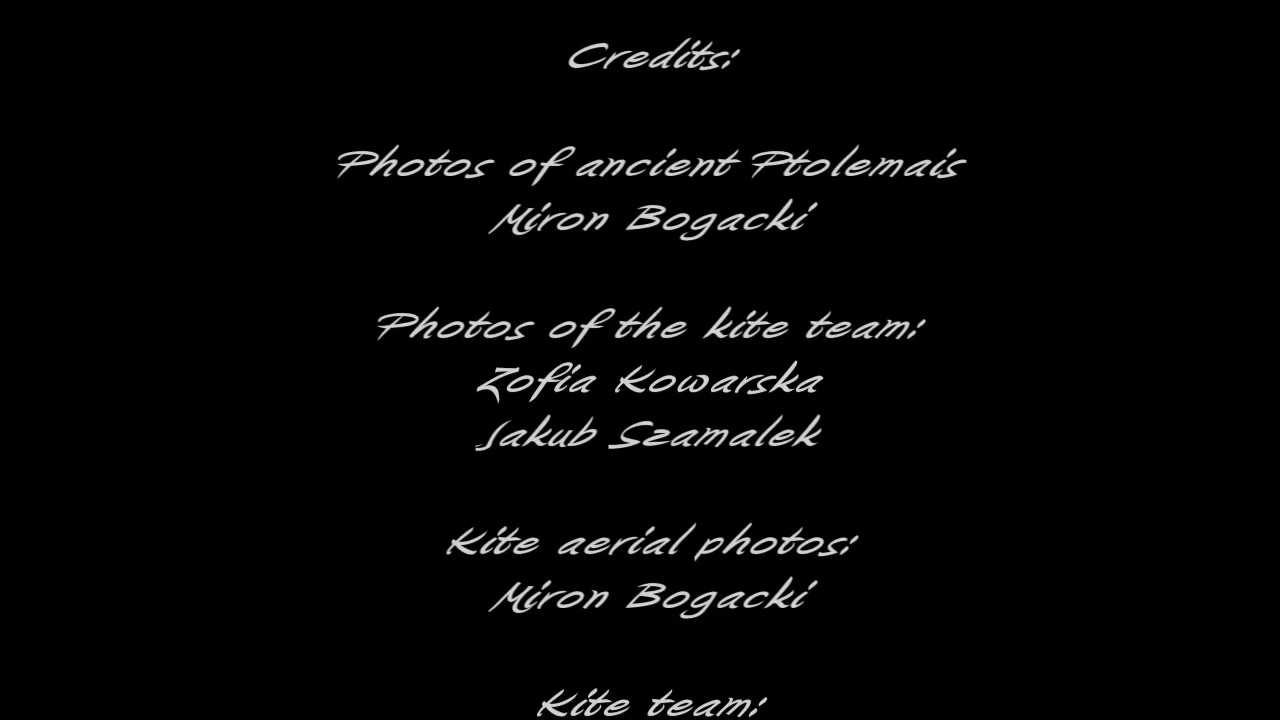 Credits:
Photos of ancient Ptolemais
Miron Bogacki
Photos of the kite team:
Zofia Kowarska
Jakub Szamalek
Kite aerial photos:
Miron Bogacki
Kite team: